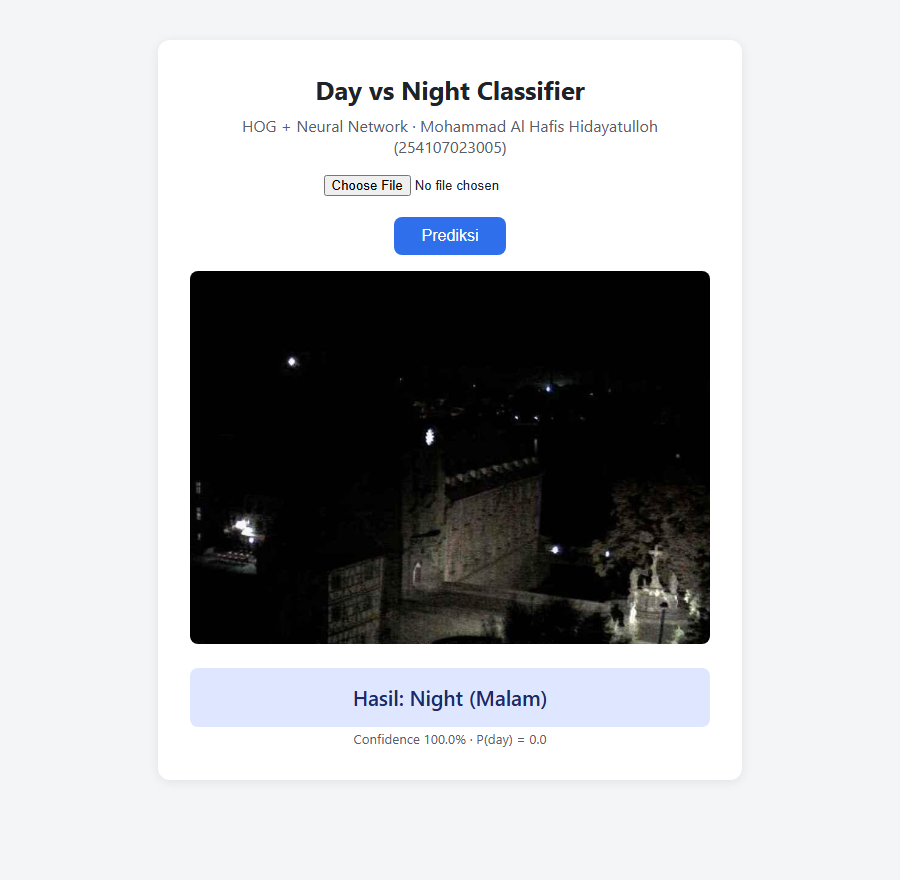 Day vs Night Classifier
HOG + Neural Network · Mohammad Al Hafis Hidayatulloh
(254107023005)
Choose File No file chosen
Prediksi
Hasil: Night (Malam)
Confidence 100.0% · P(day) = 0.0